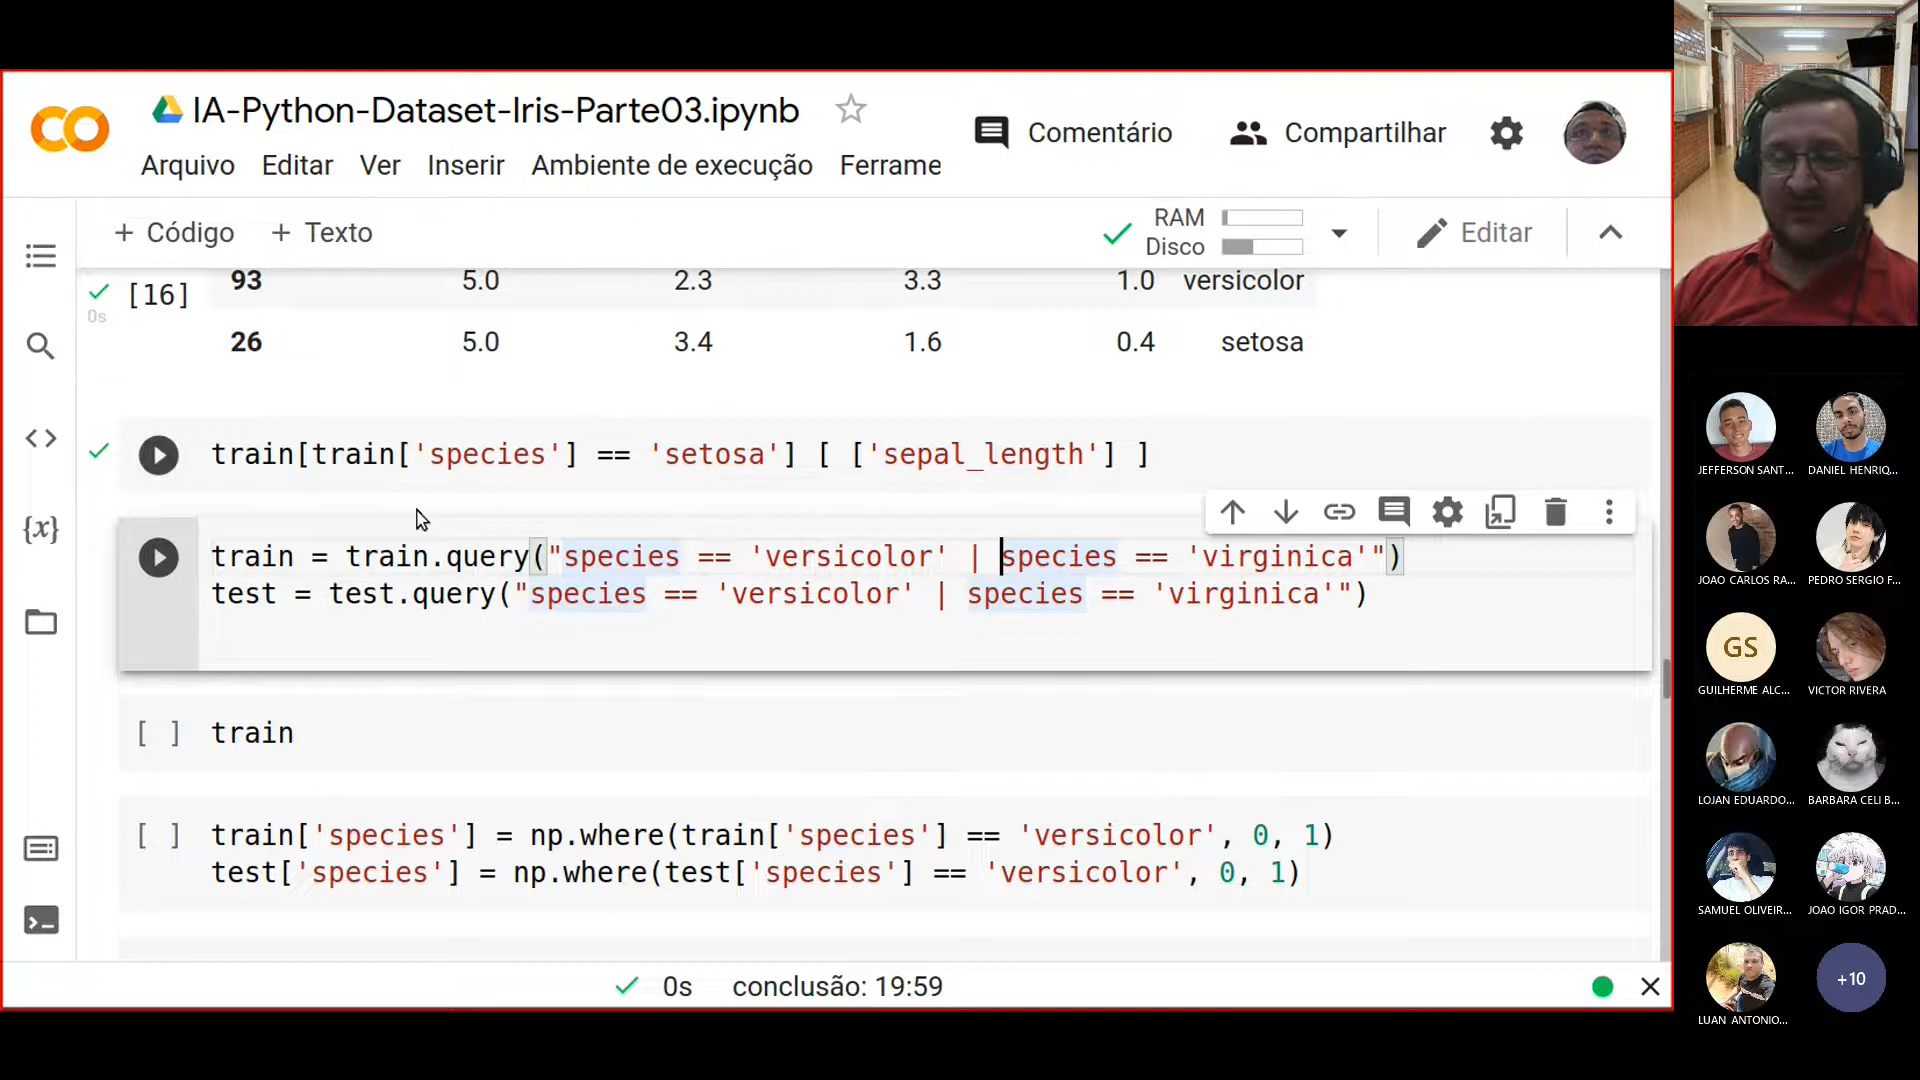 IA-Python-Dataset-Iris-Parte03.ipynb
Comentário
Compartilhar
Arquivo Editar Ver Inserir Ambiente de execução Ferrame
+ Código + Texto
RAM
Disco
Editar
[16]
0s
93 5.0 2.3 3.3 1.0 versicolor
26 5.0 3.4 1.6 0.4 setosa
train[train['species'] == 'setosa'] [ ['sepal_length'] ]
train = train.query("species == 'versicolor' | species == 'virginica'")
test = test.query("species == 'versicolor' | species == 'virginica'")
[ ] train
[ ] train['species'] = np.where(train['species'] == 'versicolor', 0, 1)
test['species'] = np.where(test['species'] == 'versicolor', 0, 1)
0s conclusão: 19:59
JEFFERSON SANT... DANIEL HENRIQ...
JOAO CARLOS RA... PEDRO SERGIO F...
GS
GUILHERME ALC... VICTOR RIVERA
LOJAN EDUARDO... BARBARA CELI B...
SAMUEL OLIVEIR... JOAO IGOR PRAD...
+10
LUAN ANTONIO...